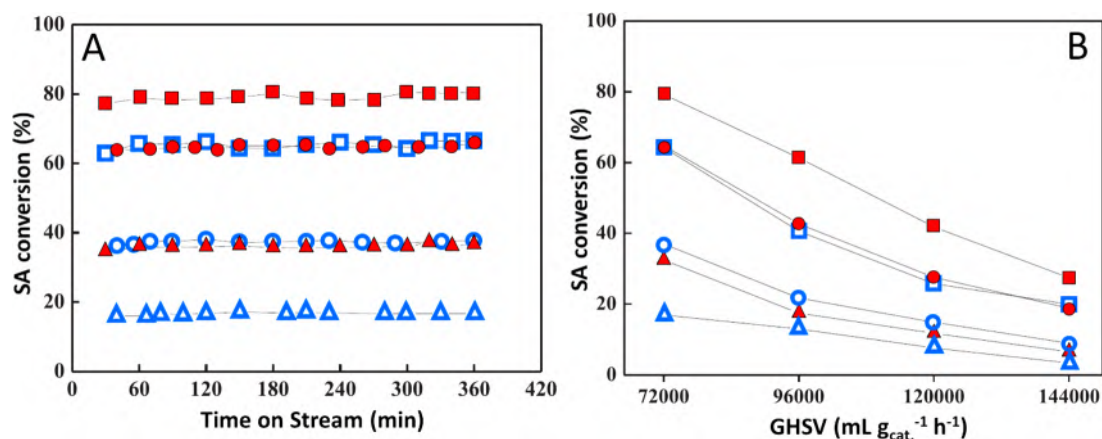 A
SA conversion (%)
100
80
60
40
20
0
0 60 120 180 240 300 360 420
Time on Stream (min)
B
SA conversion (%)
100
80
60
40
20
0
72000 96000 120000 144000
GHSV (mL g_cat.⁻¹ h⁻¹)